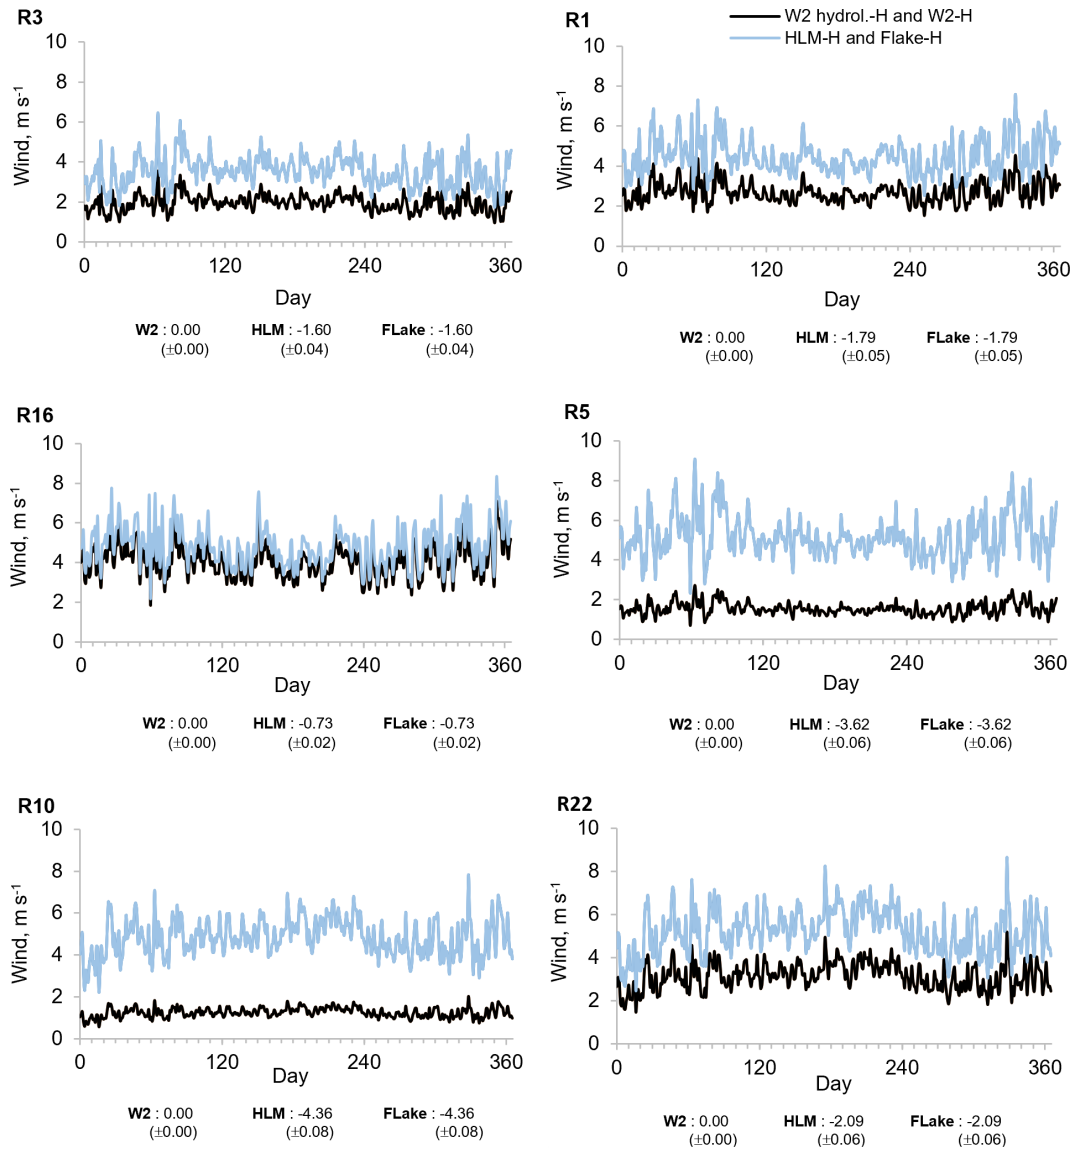 R3
R1
W2 hydrol.-H and W2-H
HLM-H and Flake-H
10
8
6
4
2
0
Wind, m s-1
0 120 240 360
Day
W2 : 0.00 HLM : -1.60 FLake : -1.60
(±0.00) (±0.04) (±0.04)
10
8
6
4
2
0
Wind, m s-1
0 120 240 360
Day
W2 : 0.00 HLM : -1.79 FLake : -1.79
(±0.00) (±0.05) (±0.05)
R16
10
8
6
4
2
0
Wind, m s-1
0 120 240 360
Day
W2 : 0.00 HLM : -0.73 FLake : -0.73
(±0.00) (±0.02) (±0.02)
R5
10
8
6
4
2
0
Wind, m s-1
0 120 240 360
Day
W2 : 0.00 HLM : -3.62 FLake : -3.62
(±0.00) (±0.06) (±0.06)
R10
10
8
6
4
2
0
Wind, m s-1
0 120 240 360
Day
W2 : 0.00 HLM : -4.36 FLake : -4.36
(±0.00) (±0.08) (±0.08)
R22
10
8
6
4
2
0
Wind, m s-1
0 120 240 360
Day
W2 : 0.00 HLM : -2.09 FLake : -2.09
(±0.00) (±0.06) (±0.06)